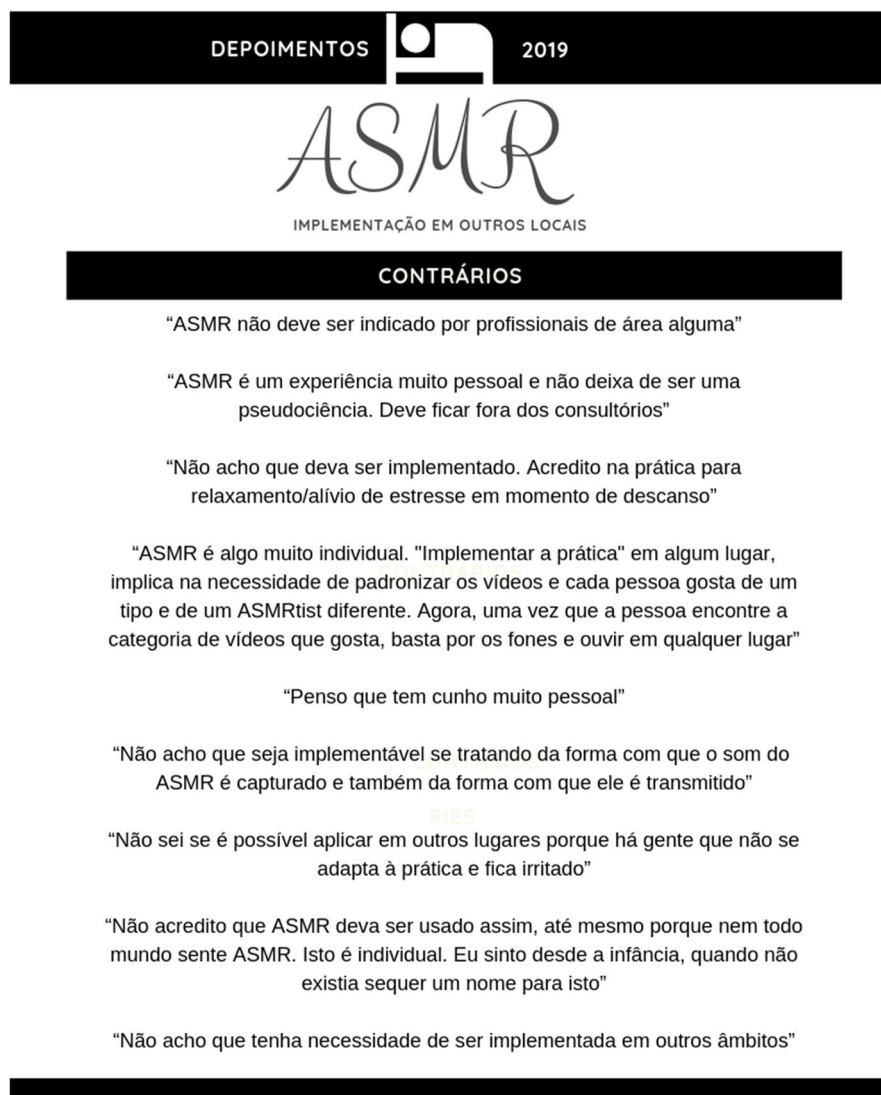 DEPOIMENTOS 2019
ASMR
IMPLEMENTAÇÃO EM OUTROS LOCAIS
CONTRÁRIOS
“ASMR não deve ser indicado por profissionais de área alguma”
“ASMR é um experiência muito pessoal e não deixa de ser uma
pseudociência. Deve ficar fora dos consultórios”
“Não acho que deva ser implementado. Acredito na prática para
relaxamento/alívio de estresse em momento de descanso”
“ASMR é algo muito individual. "Implementar a prática" em algum lugar,
implica na necessidade de padronizar os vídeos e cada pessoa gosta de um
tipo e de um ASMRtist diferente. Agora, uma vez que a pessoa encontre a
categoria de vídeos que gosta, basta por os fones e ouvir em qualquer lugar”
“Penso que tem cunho muito pessoal”
“Não acho que seja implementável se tratando da forma com que o som do
ASMR é capturado e também da forma com que ele é transmitido”
PIES
“Não sei se é possível aplicar em outros lugares porque há gente que não se
adapta à prática e fica irritado”
“Não acredito que ASMR deva ser usado assim, até mesmo porque nem todo
mundo sente ASMR. Isto é individual. Eu sinto desde a infância, quando não
existia sequer um nome para isto”
“Não acho que tenha necessidade de ser implementada em outros âmbitos”